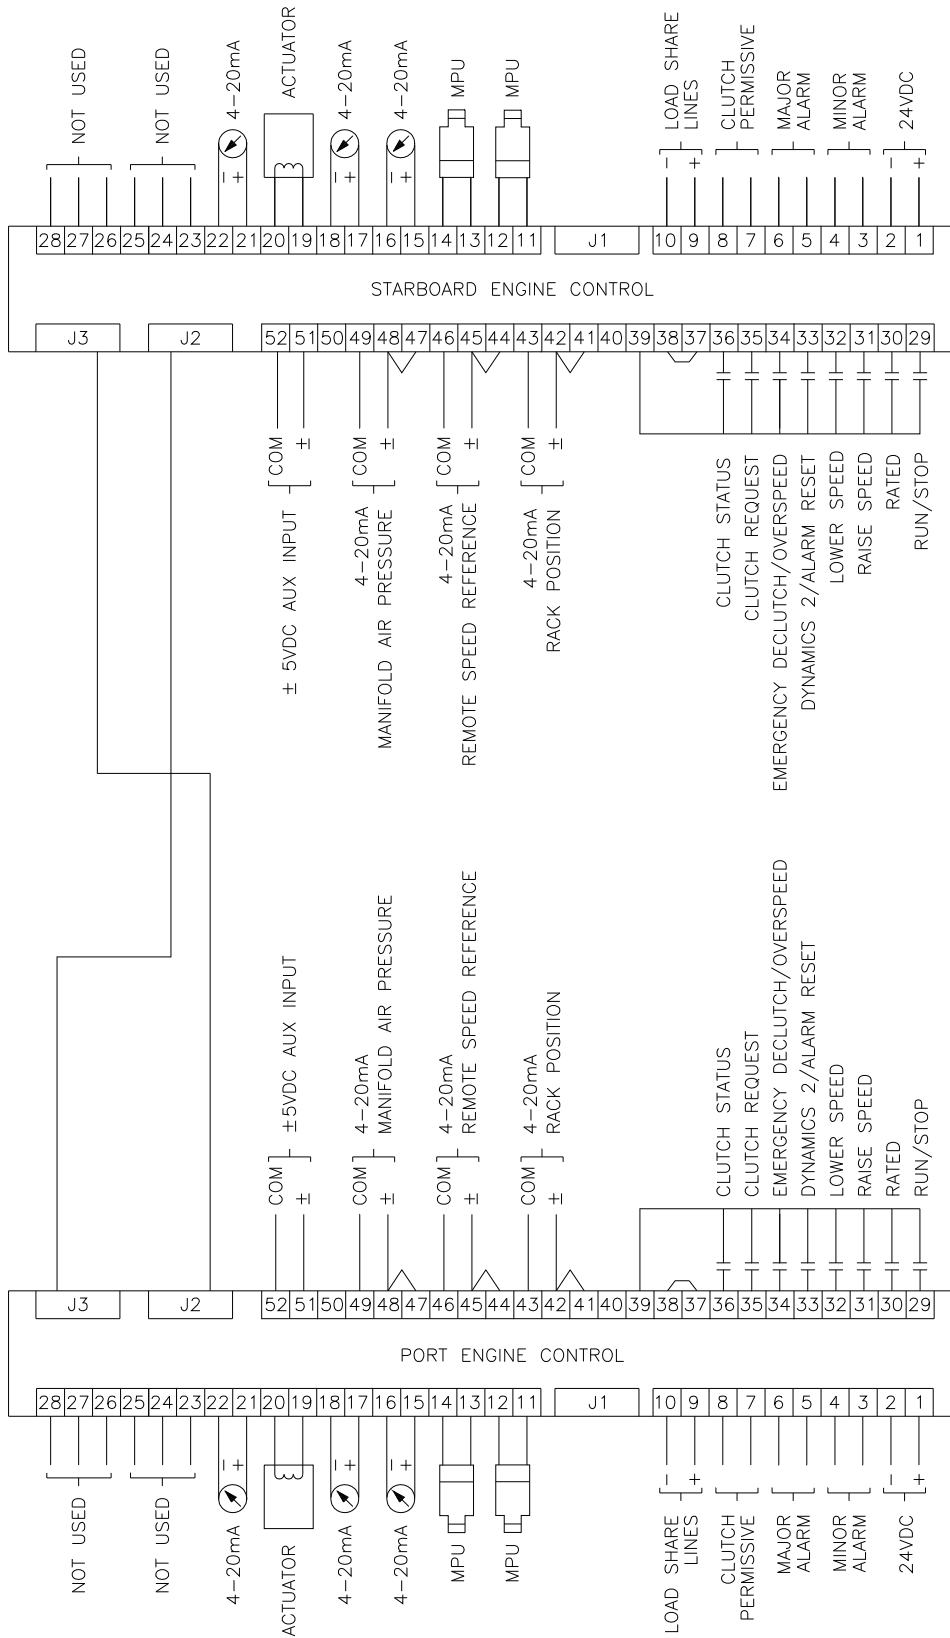 NOT USED
NOT USED
4-20mA
ACTUATOR
4-20mA
4-20mA
MPU
MPU
LOAD SHARE
LINES
CLUTCH
PERMISSIVE
MAJOR
ALARM
MINOR
ALARM
24VDC
- +
- +
- +
- +
- +
28 27 26 25 24 23 22 21 20 19 18 17 16 15 14 13 12 11 J1 10 9 8 7 6 5 4 3 2 1
STARBOARD ENGINE CONTROL
J3 J2 52 51 50 49 48 47 46 45 44 43 42 41 40 39 38 37 36 35 34 33 32 31 30 29
COM
±
± 5VDC AUX INPUT
COM
±
4-20mA
MANIFOLD AIR PRESSURE
COM
±
4-20mA
REMOTE SPEED REFERENCE
COM
±
4-20mA
RACK POSITION
CLUTCH STATUS
CLUTCH REQUEST
EMERGENCY DECLUTCH/OVERSPEED
DYNAMICS 2/ALARM RESET
LOWER SPEED
RAISE SPEED
RATED
RUN/STOP
COM
±
±5VDC AUX INPUT
COM
±
4-20mA
MANIFOLD AIR PRESSURE
COM
±
4-20mA
REMOTE SPEED REFERENCE
COM
±
4-20mA
RACK POSITION
CLUTCH STATUS
CLUTCH REQUEST
EMERGENCY DECLUTCH/OVERSPEED
DYNAMICS 2/ALARM RESET
LOWER SPEED
RAISE SPEED
RATED
RUN/STOP
J3 J2 52 51 50 49 48 47 46 45 44 43 42 41 40 39 38 37 36 35 34 33 32 31 30 29
PORT ENGINE CONTROL
28 27 26 25 24 23 22 21 20 19 18 17 16 15 14 13 12 11 J1 10 9 8 7 6 5 4 3 2 1
- +
- +
- +
- +
- +
NOT USED
NOT USED
4-20mA
ACTUATOR
4-20mA
4-20mA
MPU
MPU
LOAD SHARE
LINES
CLUTCH
PERMISSIVE
MAJOR
ALARM
MINOR
ALARM
24VDC